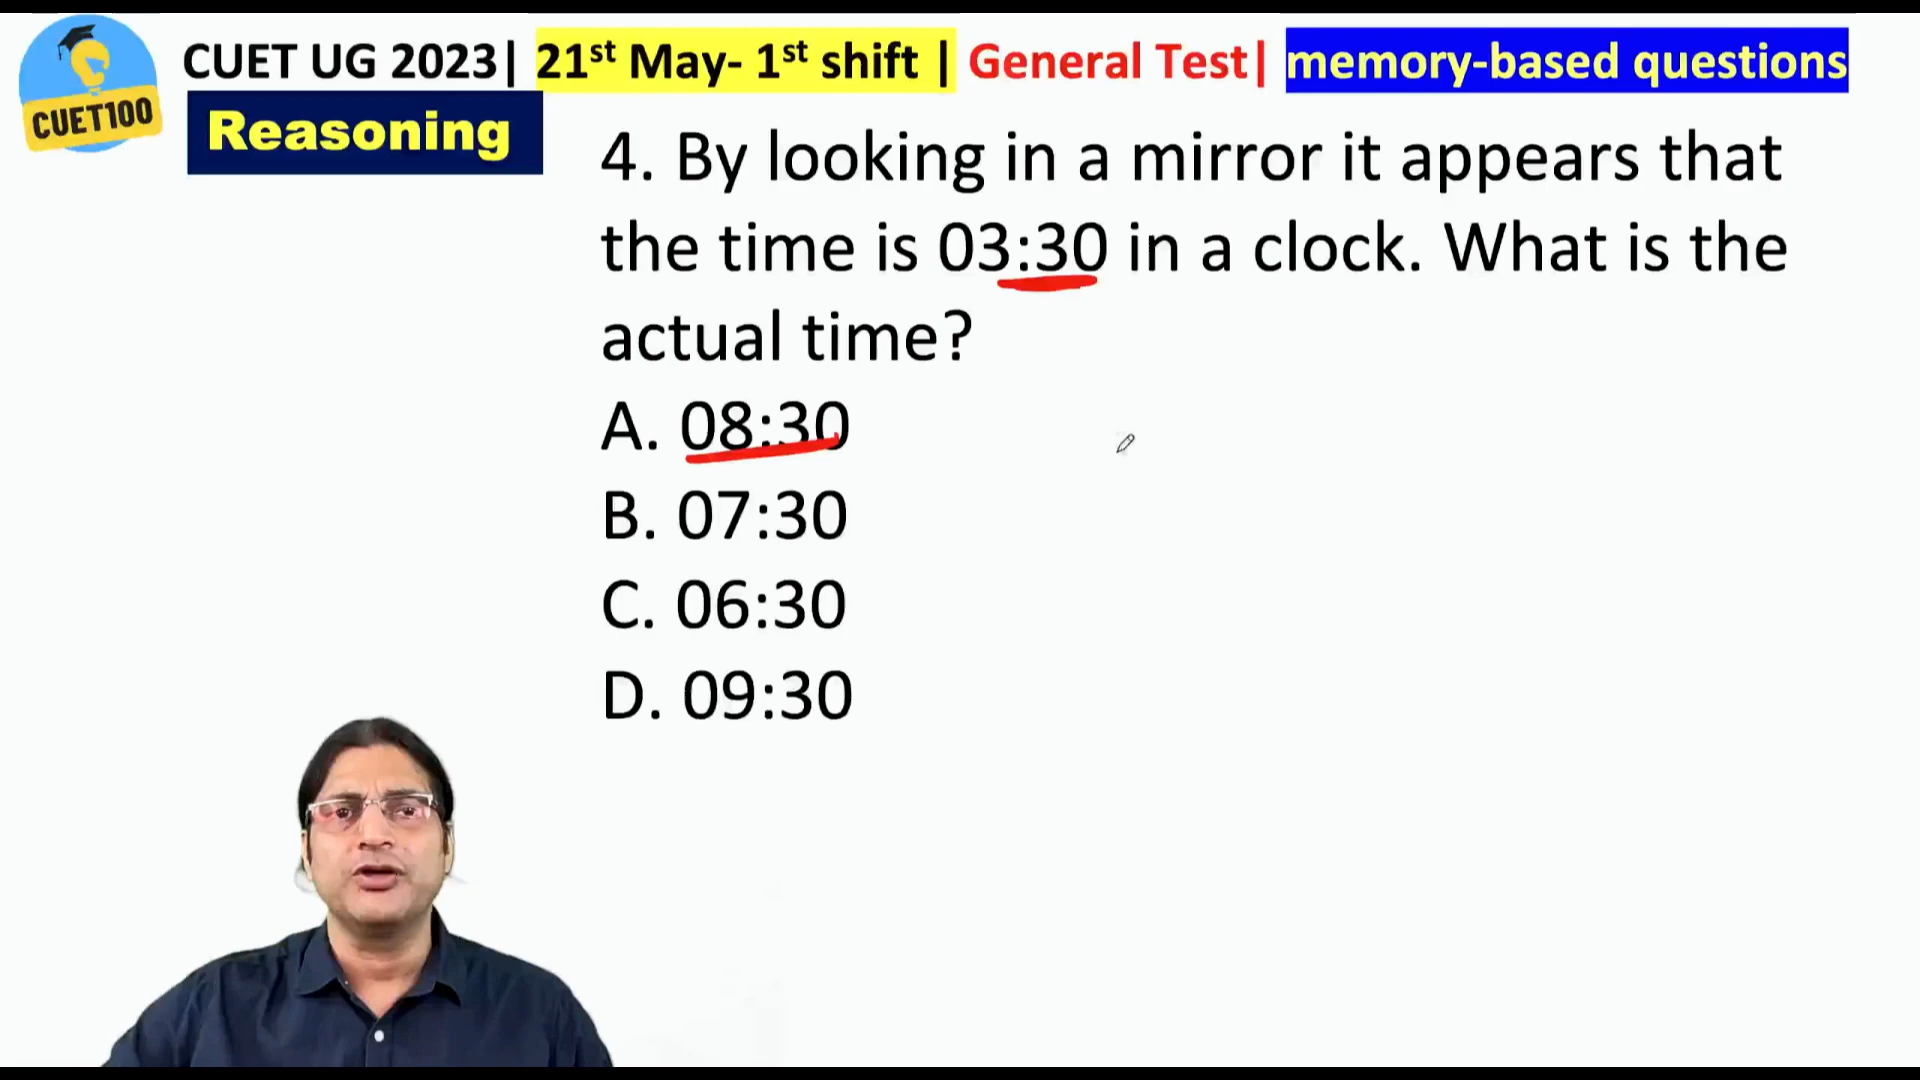 CUET100
CUET UG 2023| 21st May- 1st shift | General Test| memory-based questions
Reasoning
4. By looking in a mirror it appears that
the time is 03:30 in a clock. What is the
actual time?
A. 08:30
B. 07:30
C. 06:30
D. 09:30